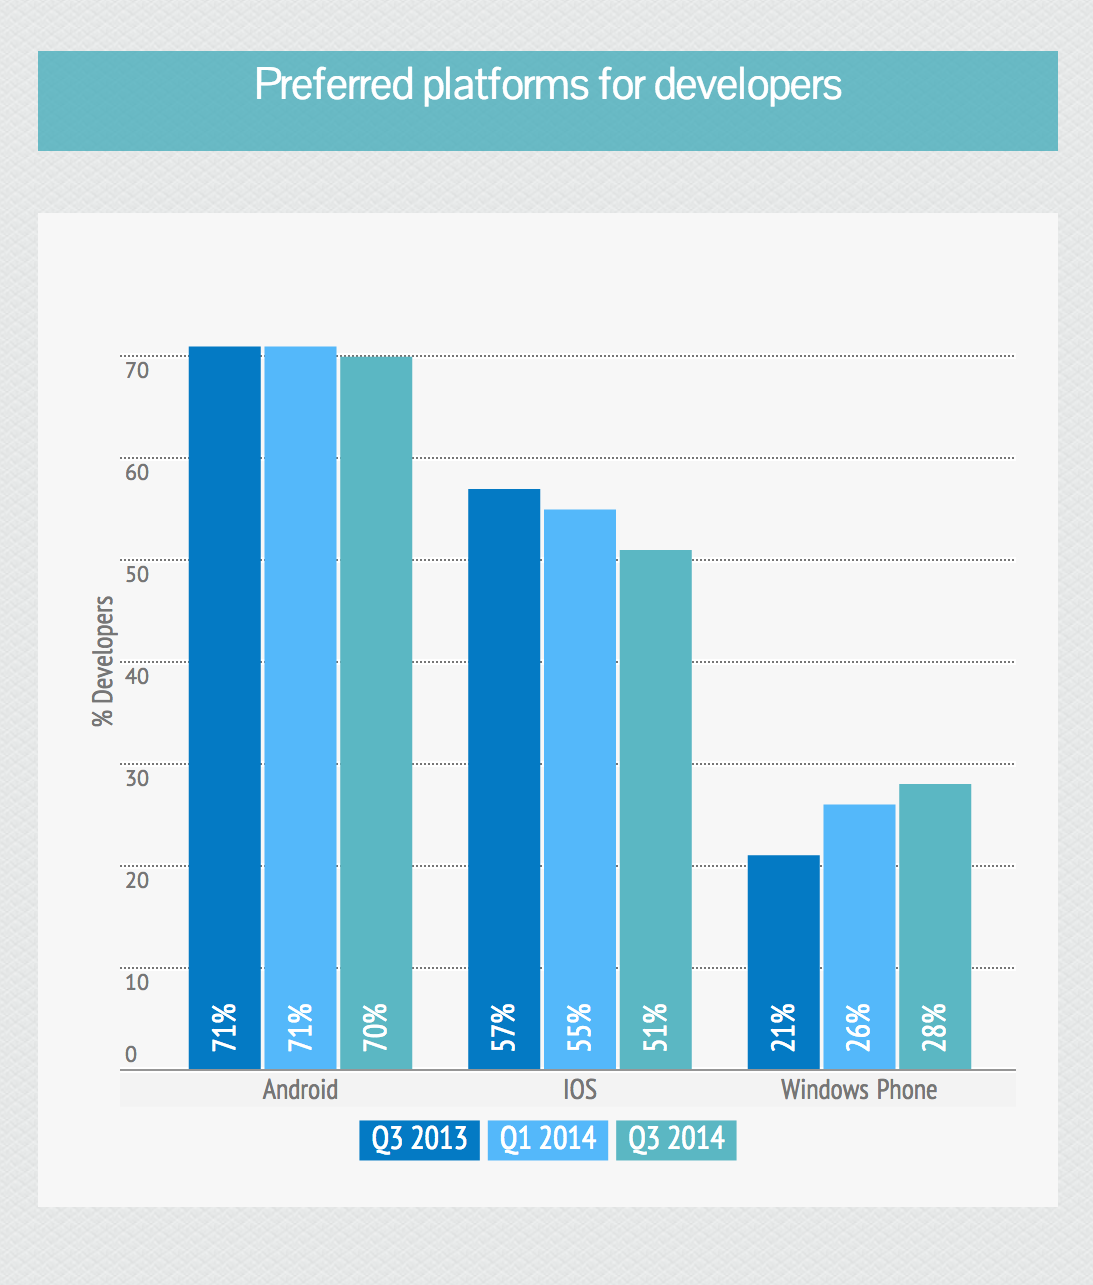 Preferred platforms for developers
70
60
50
40
30
20
10
0
% Developers
71%
71%
70%
57%
55%
51%
21%
26%
28%
Android
IOS
Windows Phone
Q3 2013
Q1 2014
Q3 2014